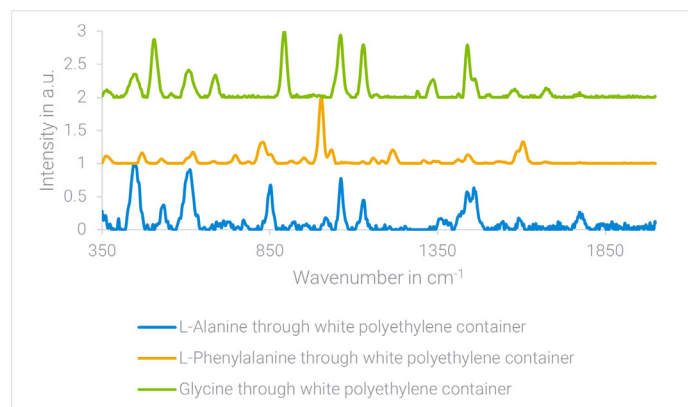 3
2.5
2
1.5
1
0.5
0
Intensity in a.u.
350
850
1350
1850
Wavenumber in cm-1
L-Alanine through white polyethylene container
L-Phenylalanine through white polyethylene container
Glycine through white polyethylene container